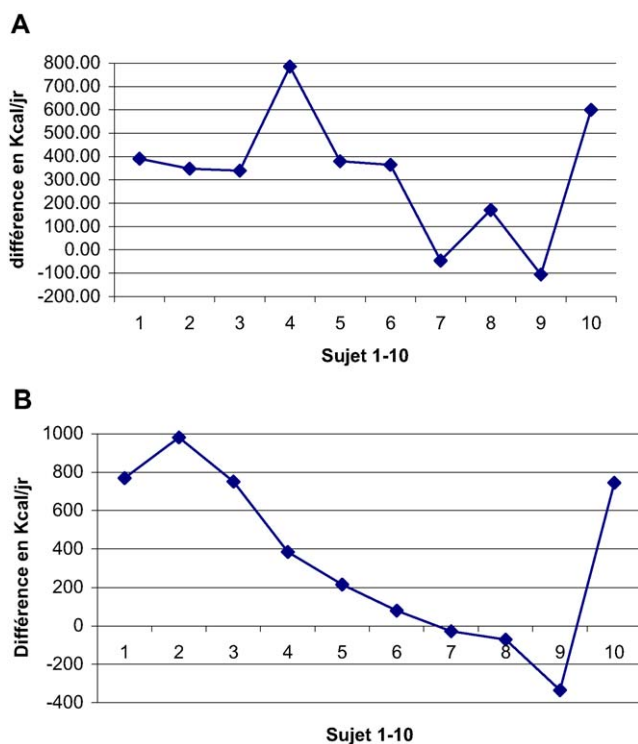 A
800.00
700.00
600.00
500.00
400.00
300.00
200.00
100.00
0.00
-100.00
-200.00
différence en Kcal/jr
1 2 3 4 5 6 7 8 9 10
Sujet 1-10
B
1000
800
600
400
200
0
-200
-400
Différence en Kcal/jr
1 2 3 4 5 6 7 8 9 10
Sujet 1-10